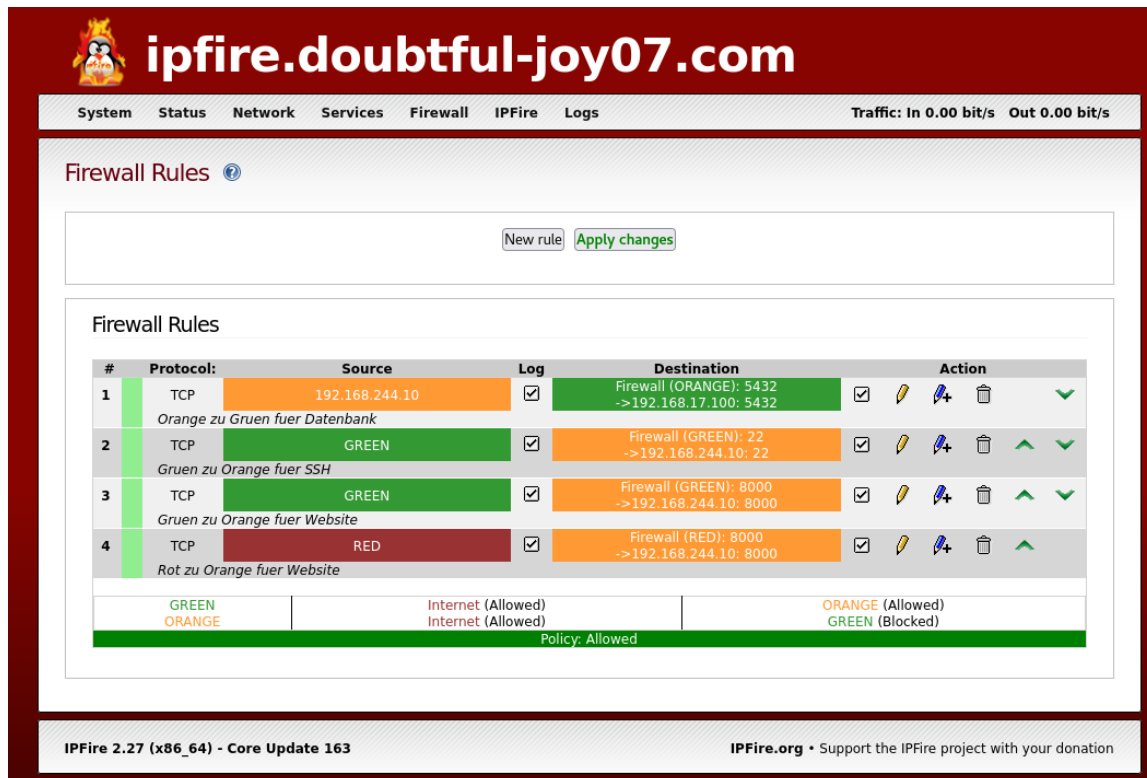 ipfire.doubtful-joy07.com
System Status Network Services Firewall IPFire Logs Traffic: In 0.00 bit/s Out 0.00 bit/s
Firewall Rules
New rule Apply changes
Firewall Rules
# Protocol: Source Log Destination Action
1 TCP 192.168.244.10 Firewall (ORANGE): 5432
->192.168.17.100: 5432
Orange zu Gruen fuer Datenbank
2 TCP GREEN Firewall (GREEN): 22
->192.168.244.10: 22
Gruen zu Orange fuer SSH
3 TCP GREEN Firewall (GREEN): 8000
->192.168.244.10: 8000
Gruen zu Orange fuer Website
4 TCP RED Firewall (RED): 8000
->192.168.244.10: 8000
Rot zu Orange fuer Website
GREEN Internet (Allowed) ORANGE (Allowed)
ORANGE Internet (Allowed) GREEN (Blocked)
Policy: Allowed
IPFire 2.27 (x86_64) - Core Update 163 IPFire.org • Support the IPFire project with your donation